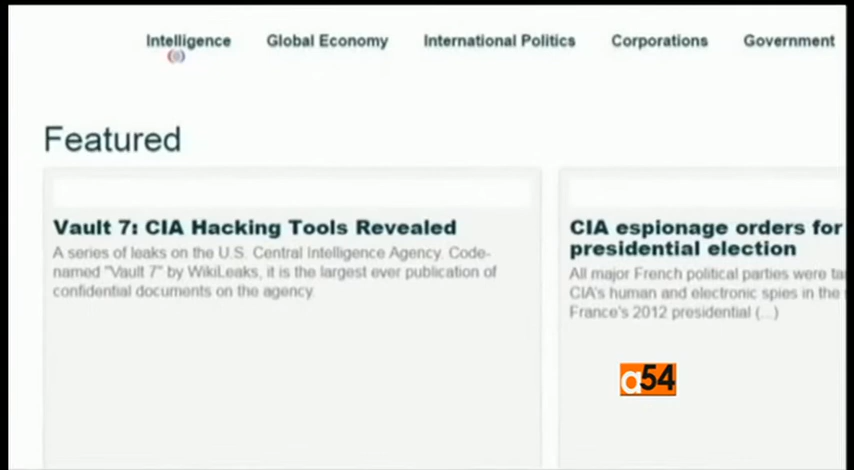 Intelligence Global Economy International Politics Corporations Government
Featured
Vault 7: CIA Hacking Tools Revealed
A series of leaks on the U.S. Central Intelligence Agency. Code-
named "Vault 7" by WikiLeaks, it is the largest ever publication of
confidential documents on the agency.
CIA espionage orders for
presidential election
All major French political parties were ta
CIA's human and electronic spies in the
France's 2012 presidential (...)
a54